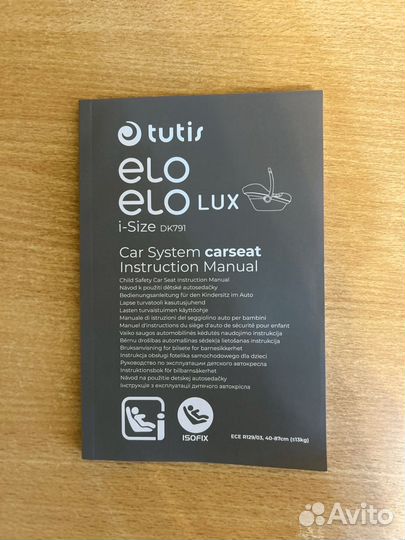 tutis
elo
elo LUX
i-Size DK791
Car System carseat
Instruction Manual
Child Safety Car Seat Instruction Manual
Návod k použití dětské autosedačky
Bedienungsanleitung für den Kindersitz im Auto
Lapse turvatooli kasutusjuhend
Lasten turvaistuimen käyttöohje
Manuale di istruzioni del seggiolino auto per bambini
Manuel d'instructions du siège d'auto de sécurité pour enfant
Vaiko saugos automobilinės kėdutės naudojimo instrukcija
Bērnu drošības automašīnas sēdekļa lietošanas instrukcija
Bruksanvisning for bilsete for barnesikkerhet
Instrukcja obsługi fotelika samochodowego dla dzieci
Руководство по эксплуатации детского автокресла
Instruktionsbok för bilbarnsäkerhet
Návod na použitie detskej autosedačky
Інструкція з експлуатації дитячого автокрісла
i
ISOFIX
ECE R129/03, 40-87cm (≤13kg)
Avito